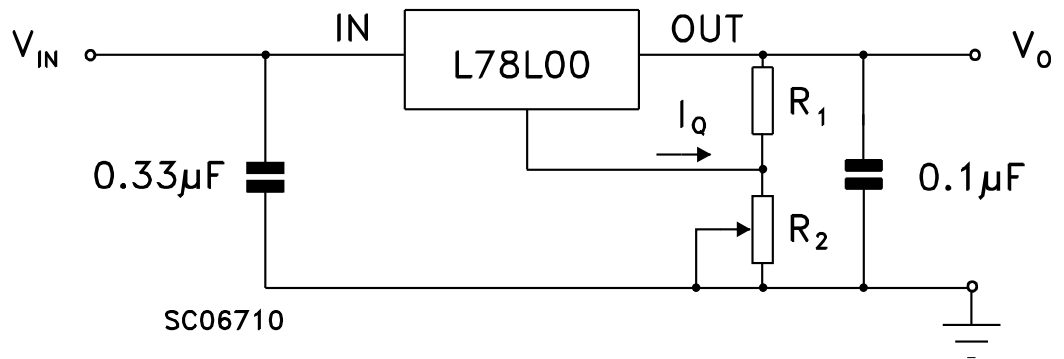 V_IN
IN
L78L00
OUT
V_O
I_Q
R_1
0.33µF
0.1µF
R_2
SC06710